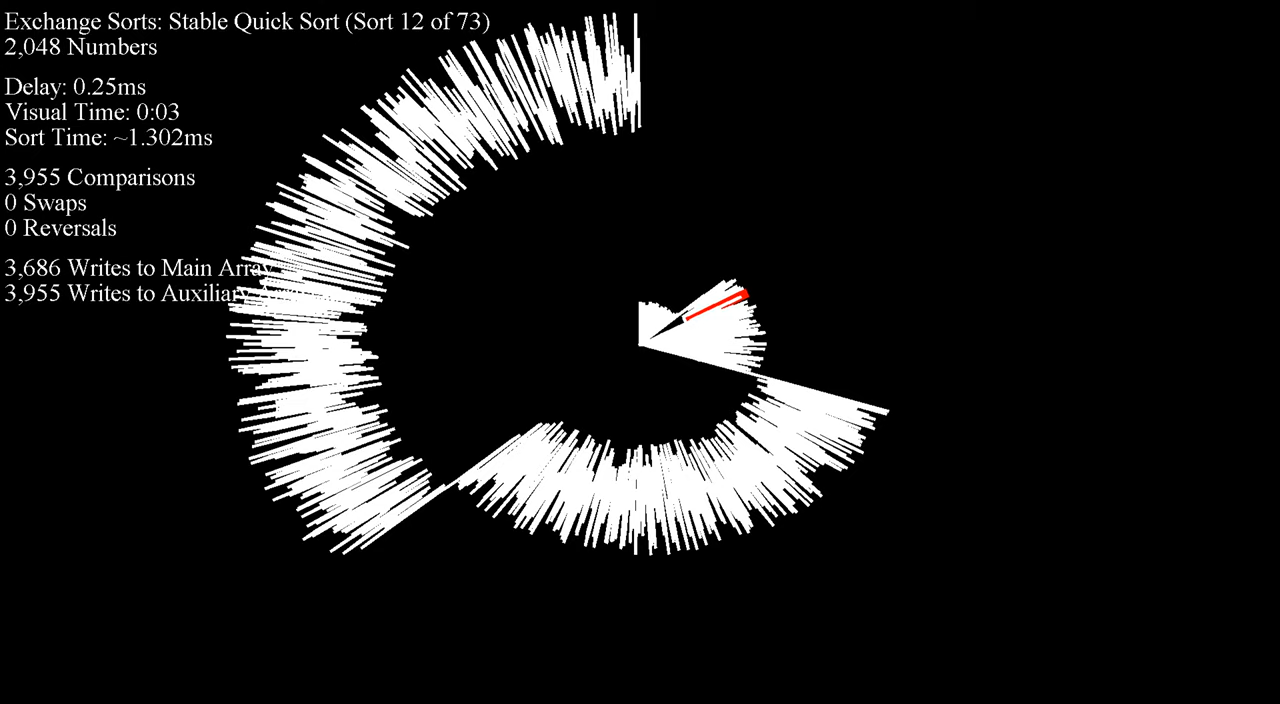 Exchange Sorts: Stable Quick Sort (Sort 12 of 73)
2,048 Numbers
Delay: 0.25ms
Visual Time: 0:03
Sort Time: ~1.302ms
3,955 Comparisons
0 Swaps
0 Reversals
3,686 Writes to Main Array
3,955 Writes to Auxiliary